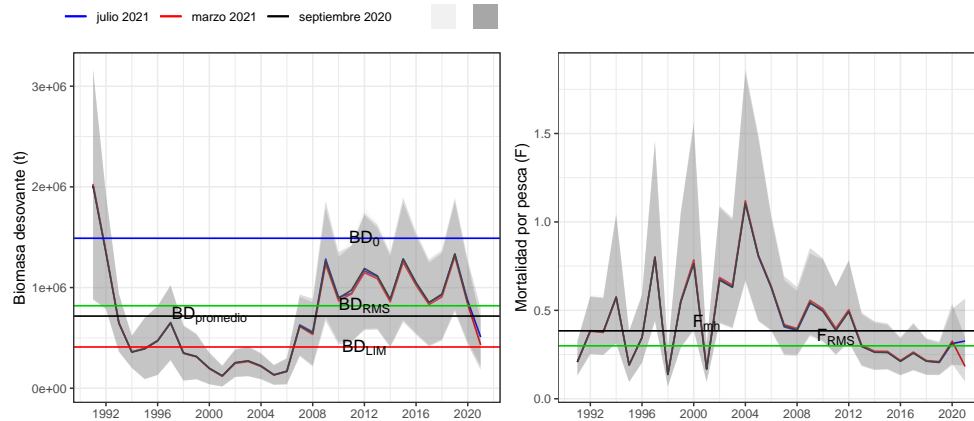 julio 2021 marzo 2021 septiembre 2020
Biomasa desovante (t)
3e+06
2e+06
1e+06
0e+00
BD0
BDRMS
BDpromedio
BDLIM
1992 1996 2000 2004 2008 2012 2016 2020
Mortalidad por pesca (F)
1.5
1.0
0.5
0.0
FRMS
1992 1996 2000 2004 2008 2012 2016 2020